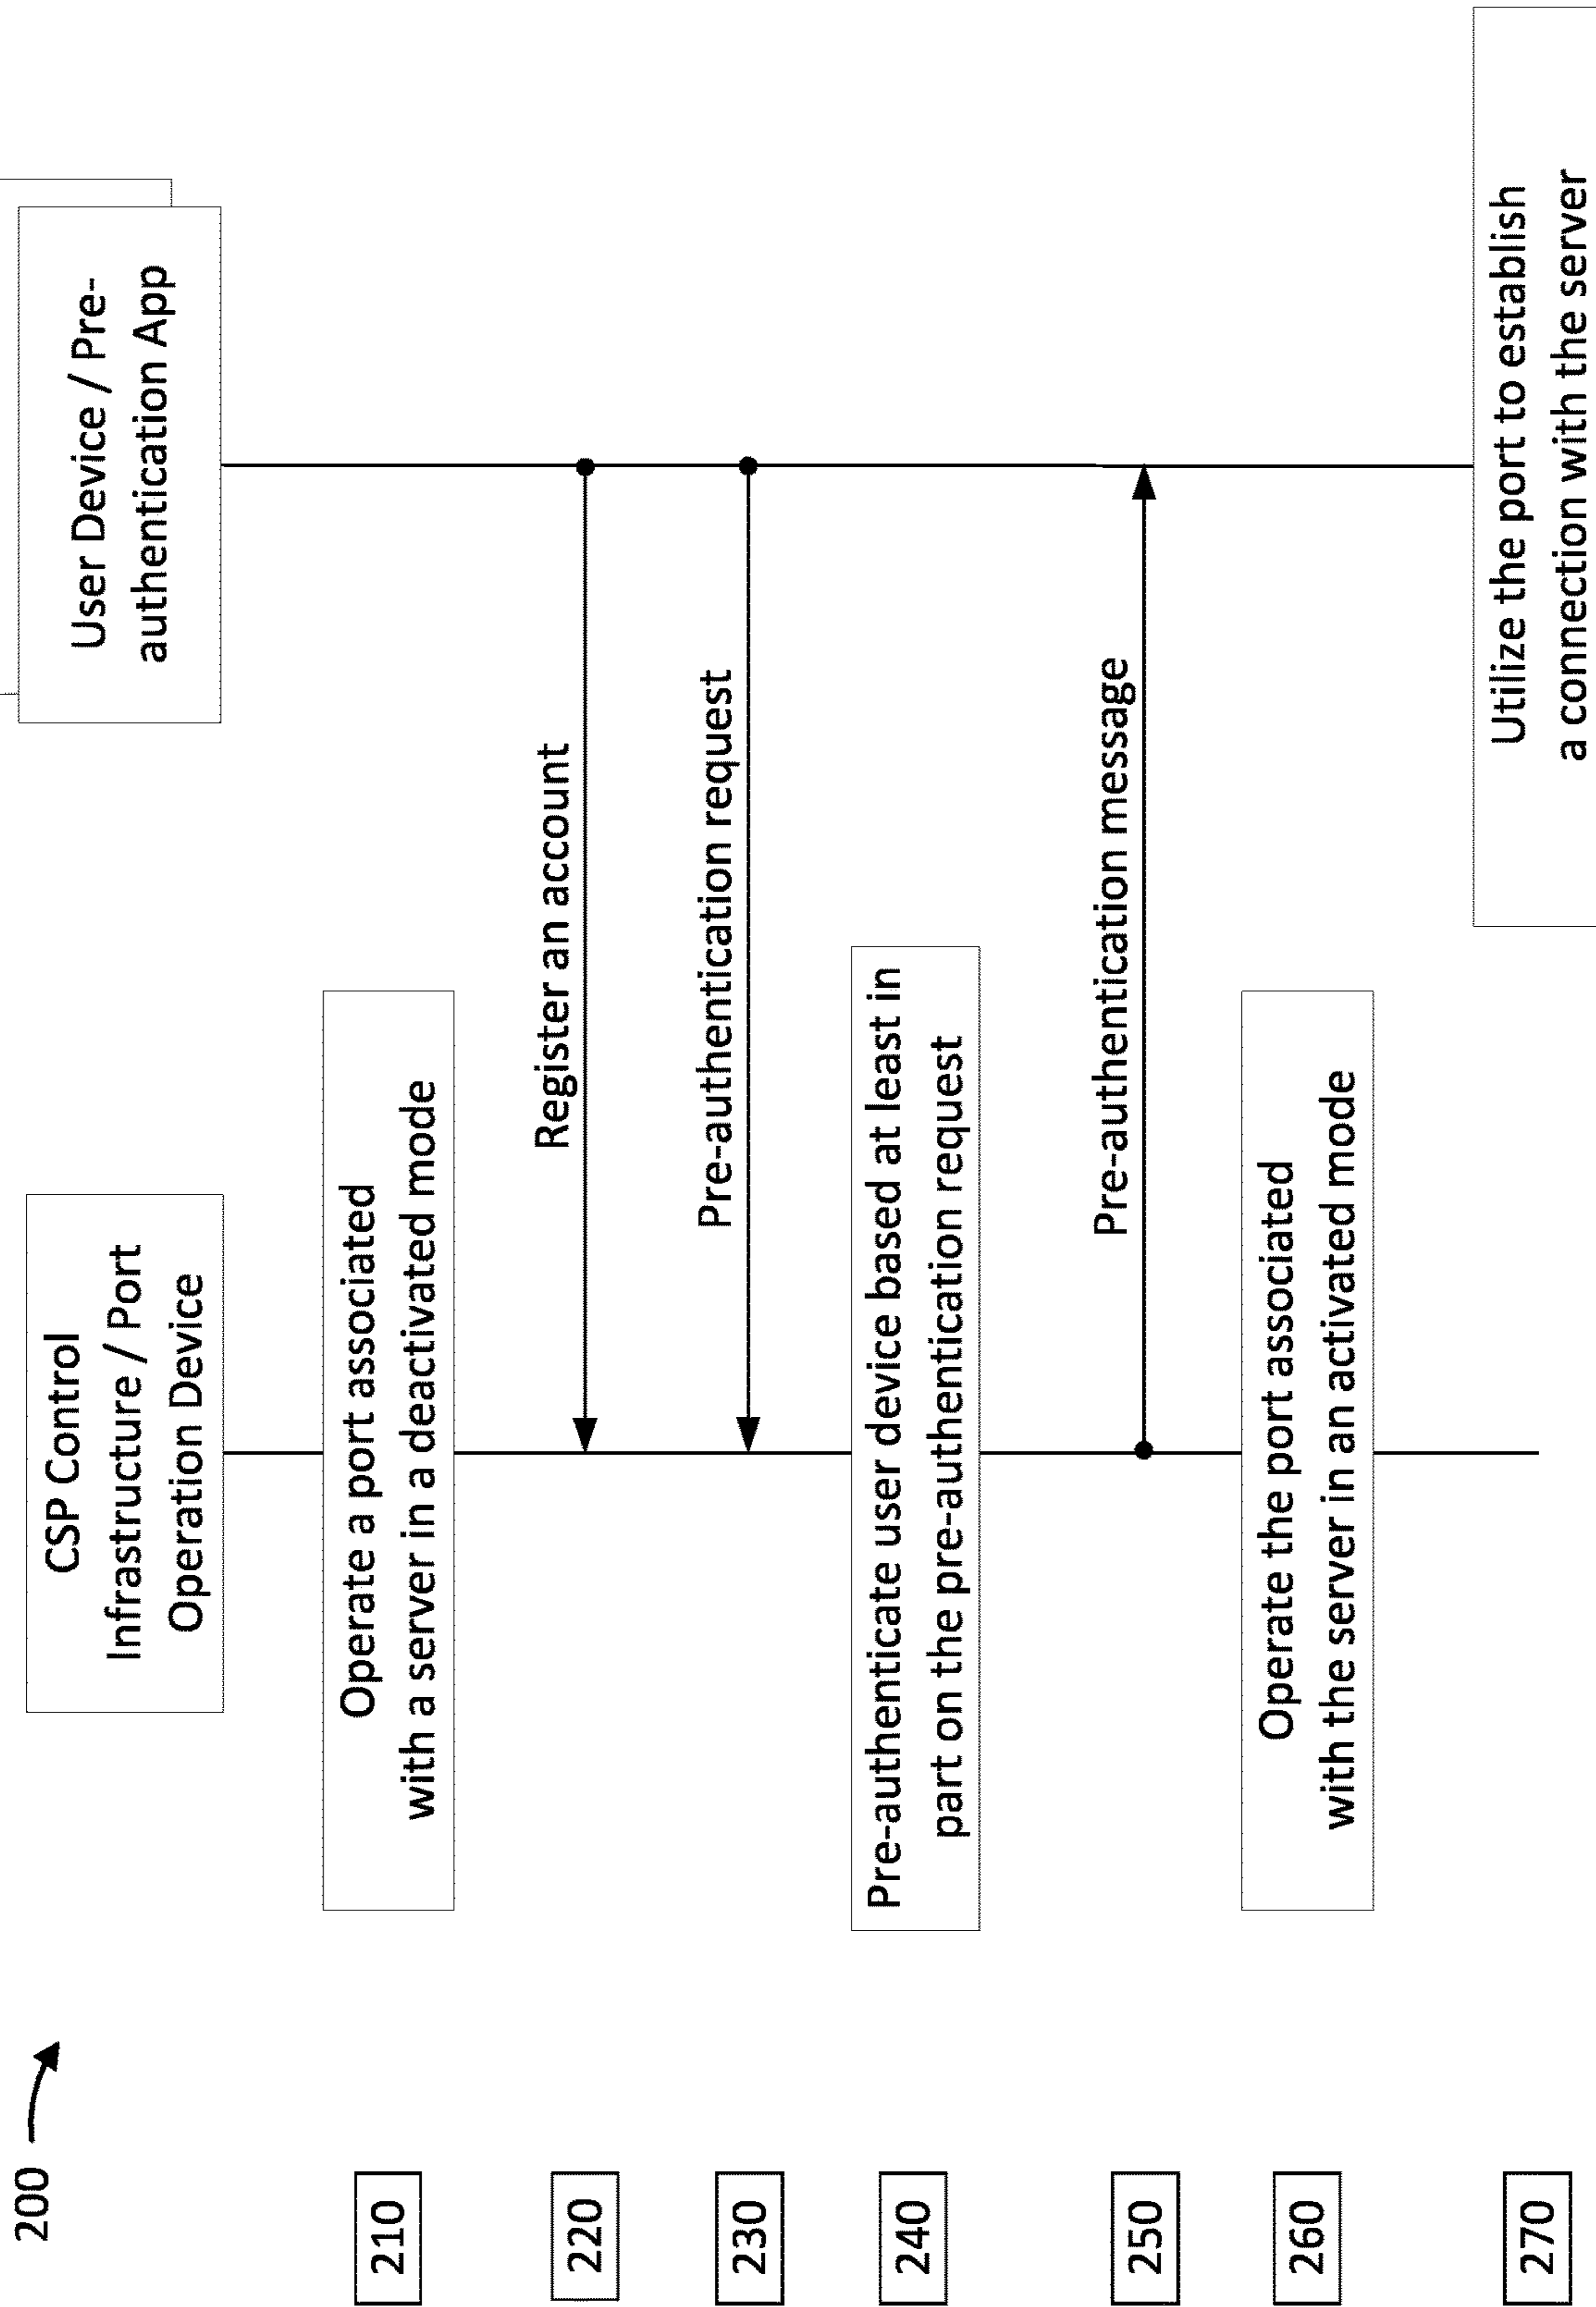 200
CSP Control
Infrastructure / Port
Operation Device
User Device / Pre-
authentication App
210
Operate a port associated
with a server in a deactivated mode
220
Register an account
230
Pre-authentication request
240
Pre-authenticate user device based at least in
part on the pre-authentication request
250
Pre-authentication message
260
Operate the port associated
with the server in an activated mode
270
Utilize the port to establish
a connection with the server